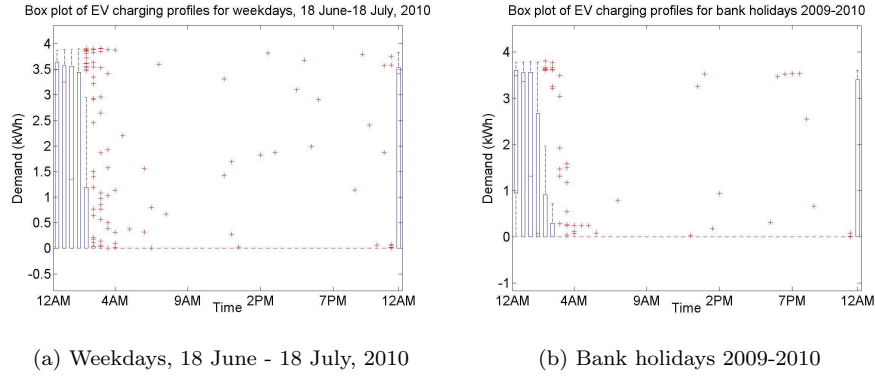 Box plot of EV charging profiles for weekdays, 18 June-18 July, 2010
4
3.5
3
2.5
2
1.5
1
0.5
0
-0.5
Demand (kWh)
12AM
4AM
9AM
2PM
7PM
12AM
Time
Box plot of EV charging profiles for bank holidays 2009-2010
4
3
2
1
0
-1
Demand (kWh)
12AM
4AM
9AM
2PM
7PM
12AM
Time
(a) Weekdays, 18 June - 18 July, 2010
(b) Bank holidays 2009-2010